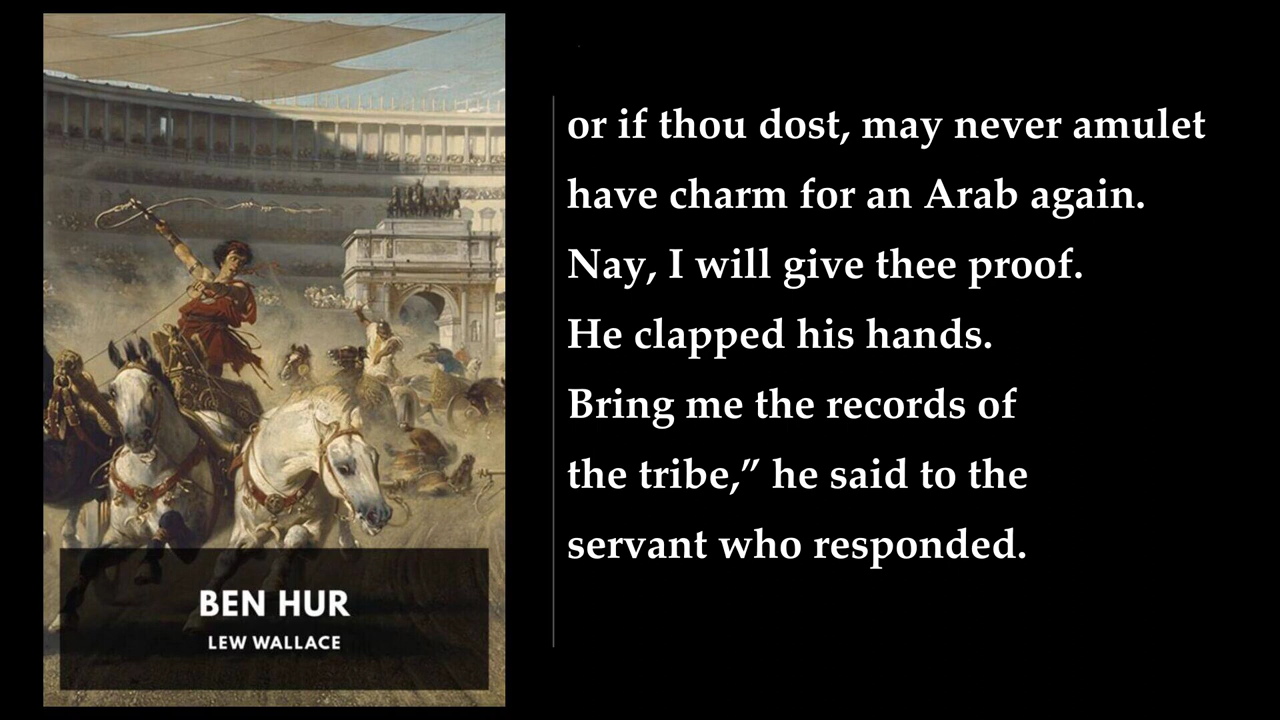 BEN HUR
LEW WALLACE
or if thou dost, may never amulet
have charm for an Arab again.
Nay, I will give thee proof.
He clapped his hands.
Bring me the records of
the tribe,” he said to the
servant who responded.